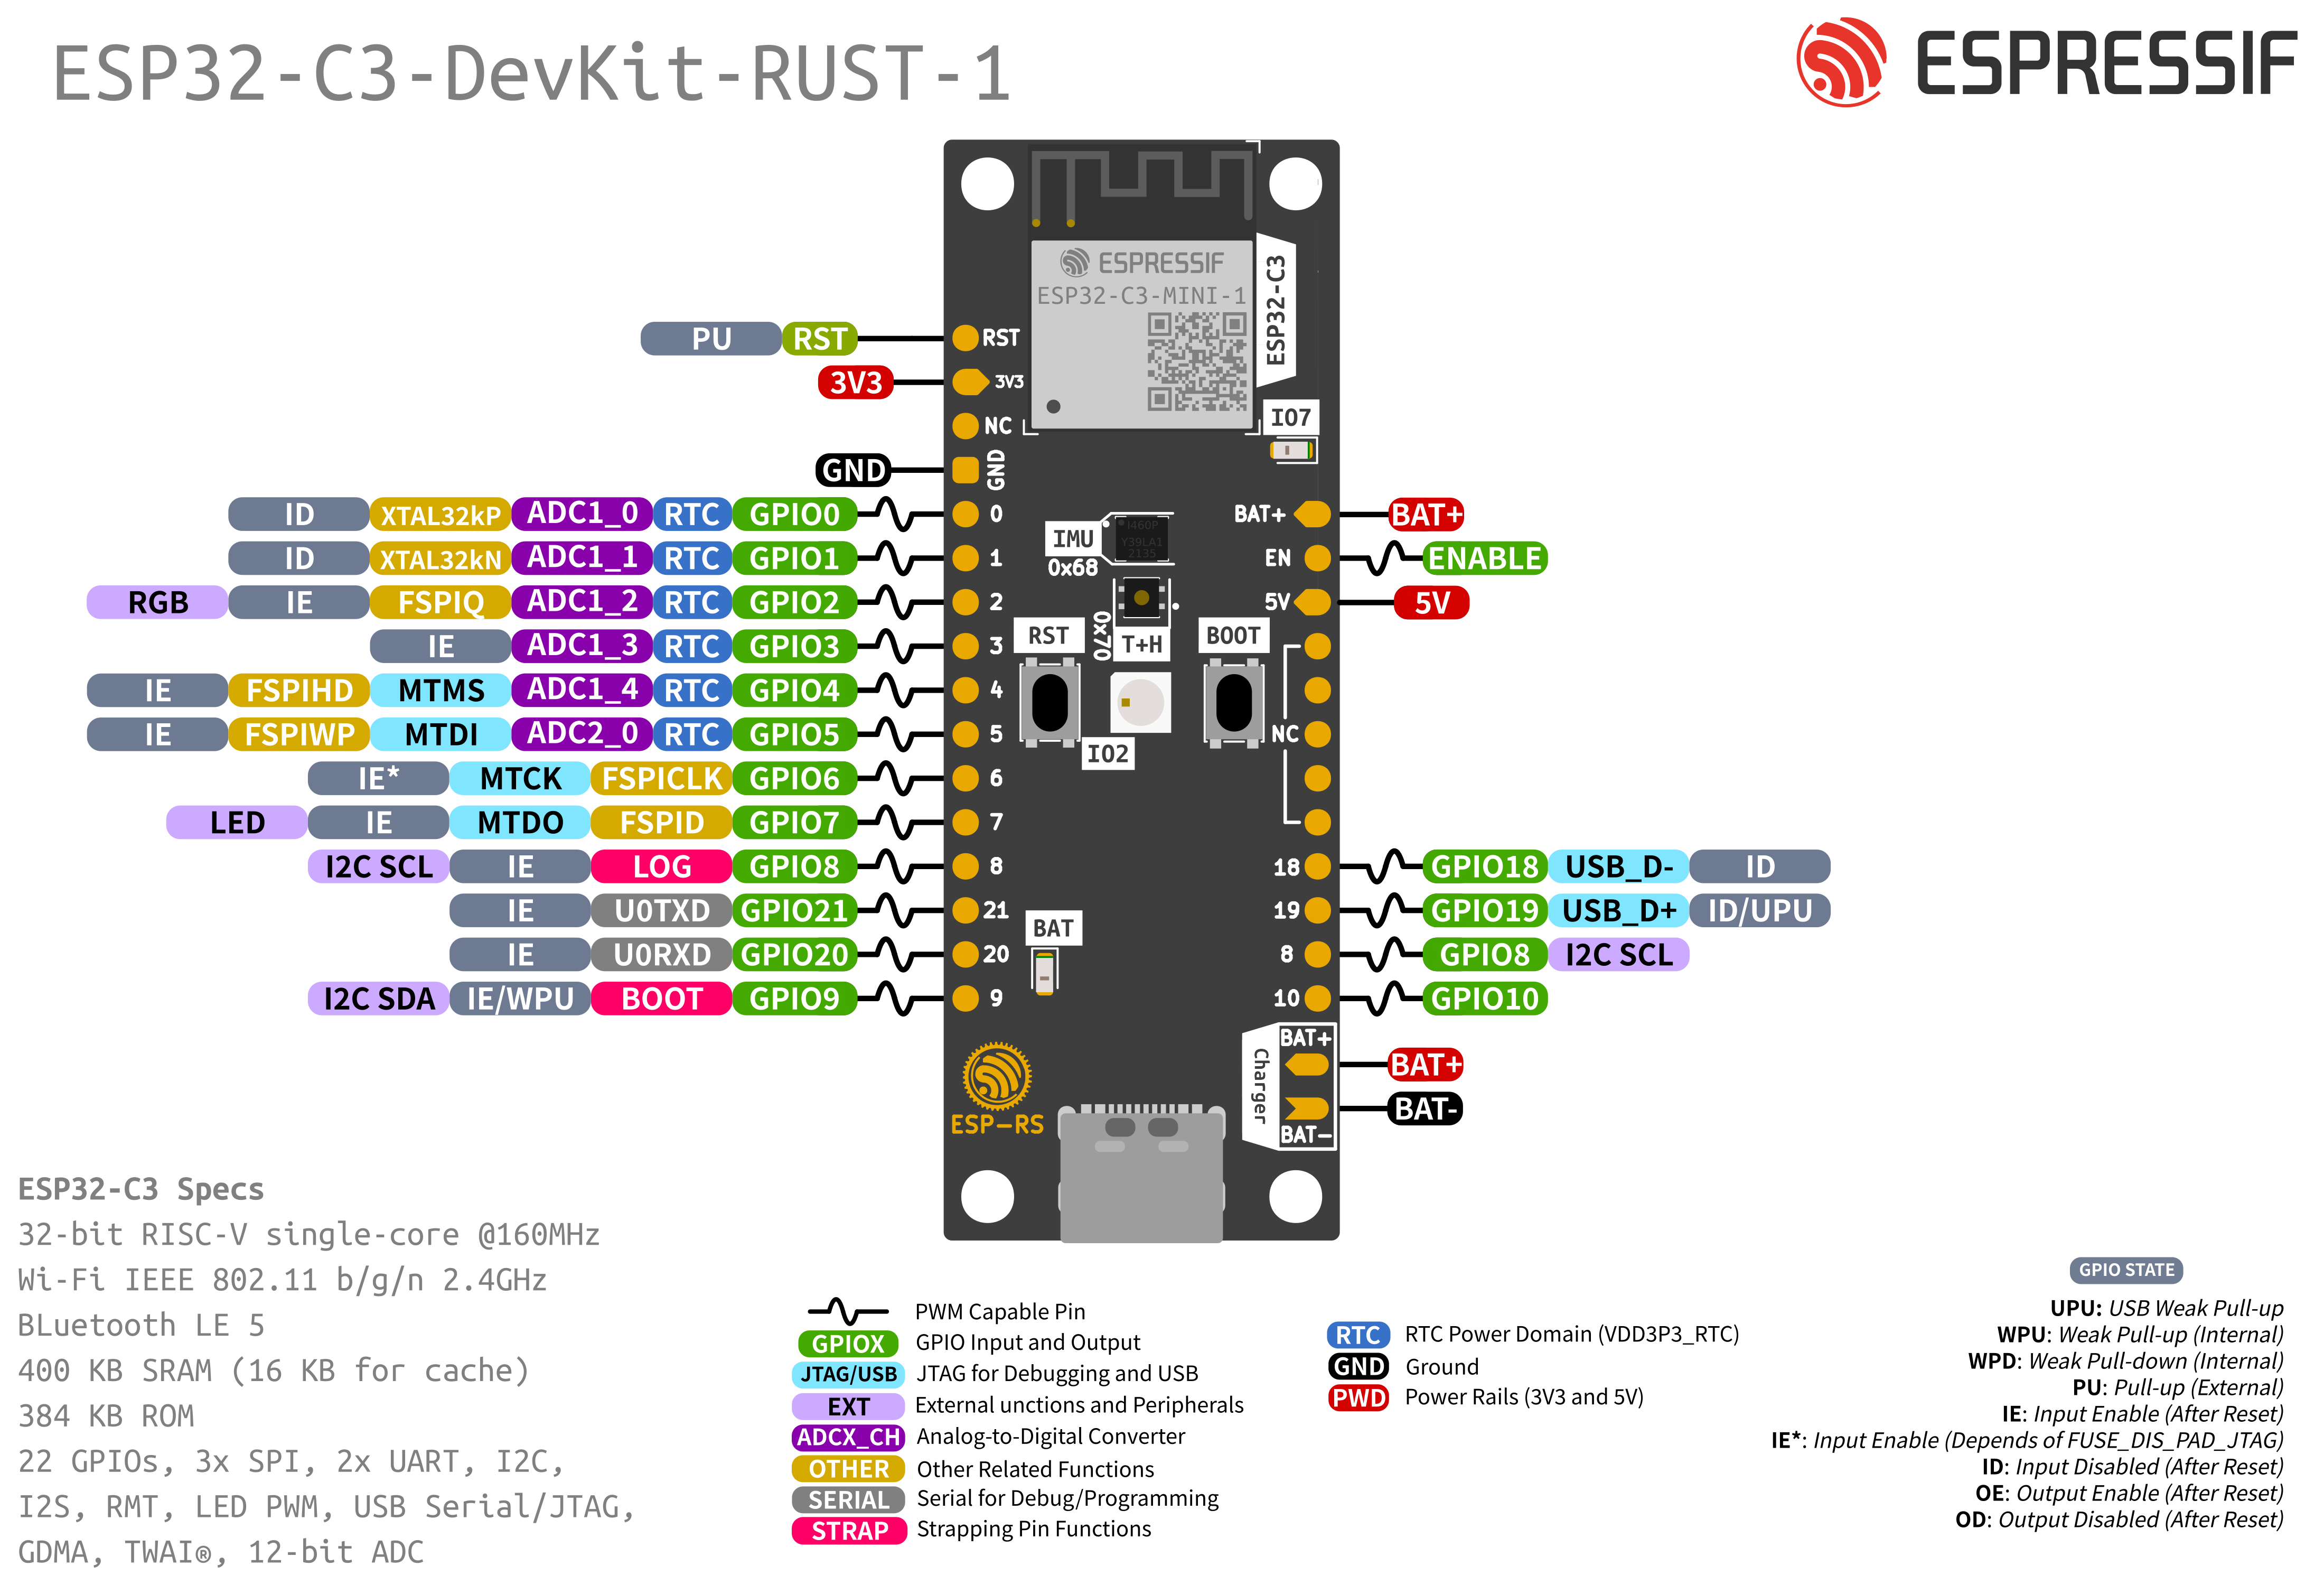 ESP32-C3-DevKit-RUST-1
ESPRESSIF
ESPRESSIF
ESP32-C3-MINI-1
ESP32-C3
PU RST RST
3V3 3V3
NC
IO7
GND GND
ID XTAL32kP ADC1_0 RTC GPIO0 0
BAT+ BAT+
ID XTAL32kN ADC1_1 RTC GPIO1 1
EN ENABLE
RGB IE FSPIQ ADC1_2 RTC GPIO2 2
5V 5V
IE ADC1_3 RTC GPIO3 3
IE FSPIHD MTMS ADC1_4 RTC GPIO4 4
IE FSPIWP MTDI ADC2_0 RTC GPIO5 5
NC
IE* MTCK FSPICLK GPIO6 6
LED IE MTDO FSPID GPIO7 7
I2C SCL IE LOG GPIO8 8
18 GPIO18 USB_D- ID
IE U0TXD GPIO21 21
19 GPIO19 USB_D+ ID/UPU
IE U0RXD GPIO20 20
8 GPIO8 I2C SCL
I2C SDA IE/WPU BOOT GPIO9 9
10 GPIO10
IMU
I460P
Y39LA1
2135
0x68
0x70
T+H
RST
BOOT
IO2
BAT
BAT+ BAT+
Charger
BAT- BAT-
ESP-RS
ESP32-C3 Specs
32-bit RISC-V single-core @160MHz
Wi-Fi IEEE 802.11 b/g/n 2.4GHz
BLuetooth LE 5
400 KB SRAM (16 KB for cache)
384 KB ROM
22 GPIOs, 3x SPI, 2x UART, I2C,
I2S, RMT, LED PWM, USB Serial/JTAG,
GDMA, TWAI®, 12-bit ADC
PWM Capable Pin
GPIOX GPIO Input and Output
JTAG/USB JTAG for Debugging and USB
EXT External unctions and Peripherals
ADCX_CH Analog-to-Digital Converter
OTHER Other Related Functions
SERIAL Serial for Debug/Programming
STRAP Strapping Pin Functions
RTC RTC Power Domain (VDD3P3_RTC)
GND Ground
PWD Power Rails (3V3 and 5V)
GPIO STATE
UPU: USB Weak Pull-up
WPU: Weak Pull-up (Internal)
WPD: Weak Pull-down (Internal)
PU: Pull-up (External)
IE: Input Enable (After Reset)
IE*: Input Enable (Depends of FUSE_DIS_PAD_JTAG)
ID: Input Disabled (After Reset)
OE: Output Enable (After Reset)
OD: Output Disabled (After Reset)